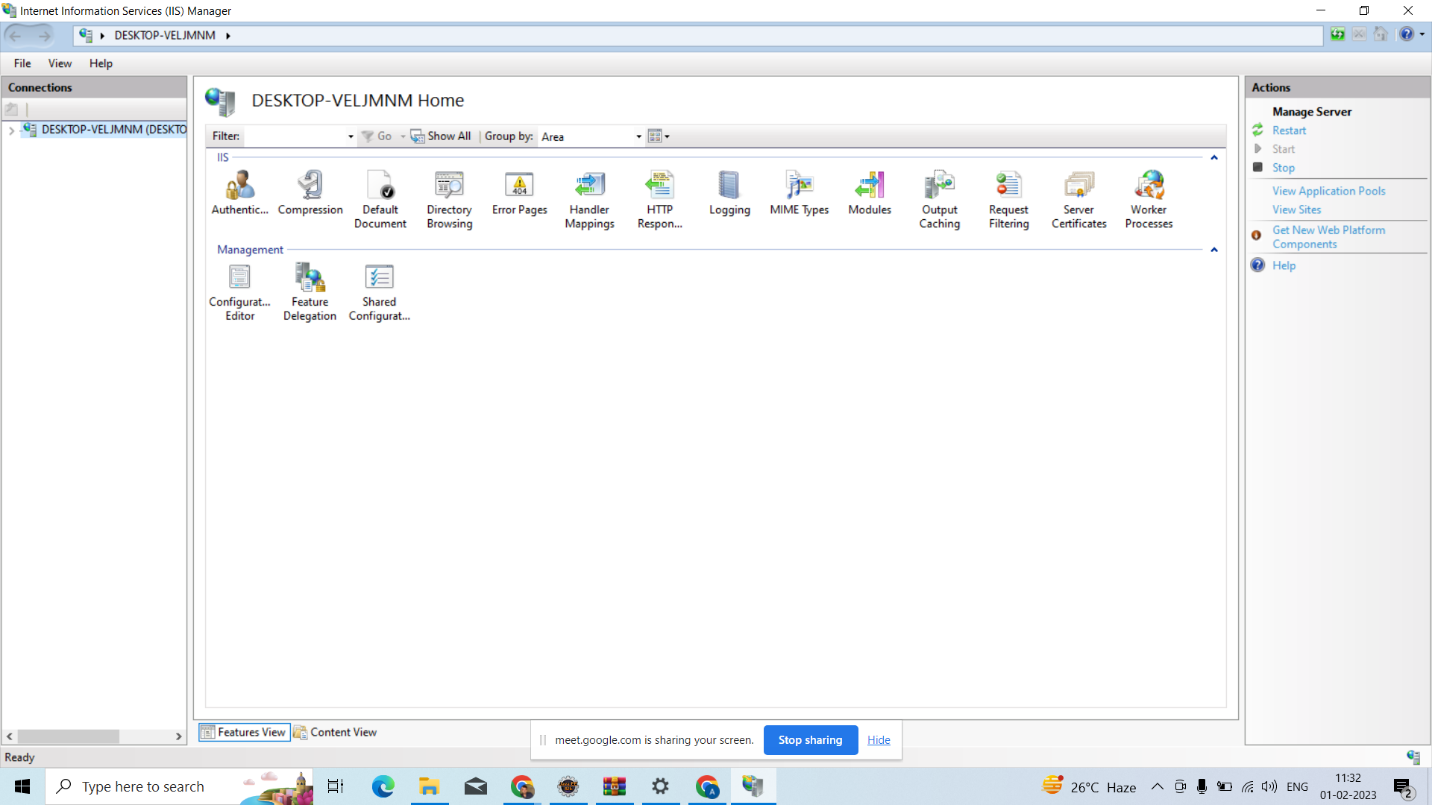 Internet Information Services (IIS) Manager
DESKTOP-VELJMNM
File View Help
Connections
DESKTOP-VELJMNM (DESKTO
DESKTOP-VELJMNM Home
Filter: Go Show All Group by: Area
IIS
Authentic... Compression Default Document Directory Browsing Error Pages Handler Mappings HTTP Respon... Logging MIME Types Modules Output Caching Request Filtering Server Certificates Worker Processes
404
Management
Configurat... Editor Feature Delegation Shared Configurat...
Actions
Manage Server
Restart
Start
Stop
View Application Pools
View Sites
Get New Web Platform
Components
Help
Features View Content View
meet.google.com is sharing your screen. Stop sharing Hide
Ready
Type here to search
26°C Haze ENG
11:32
01-02-2023
2